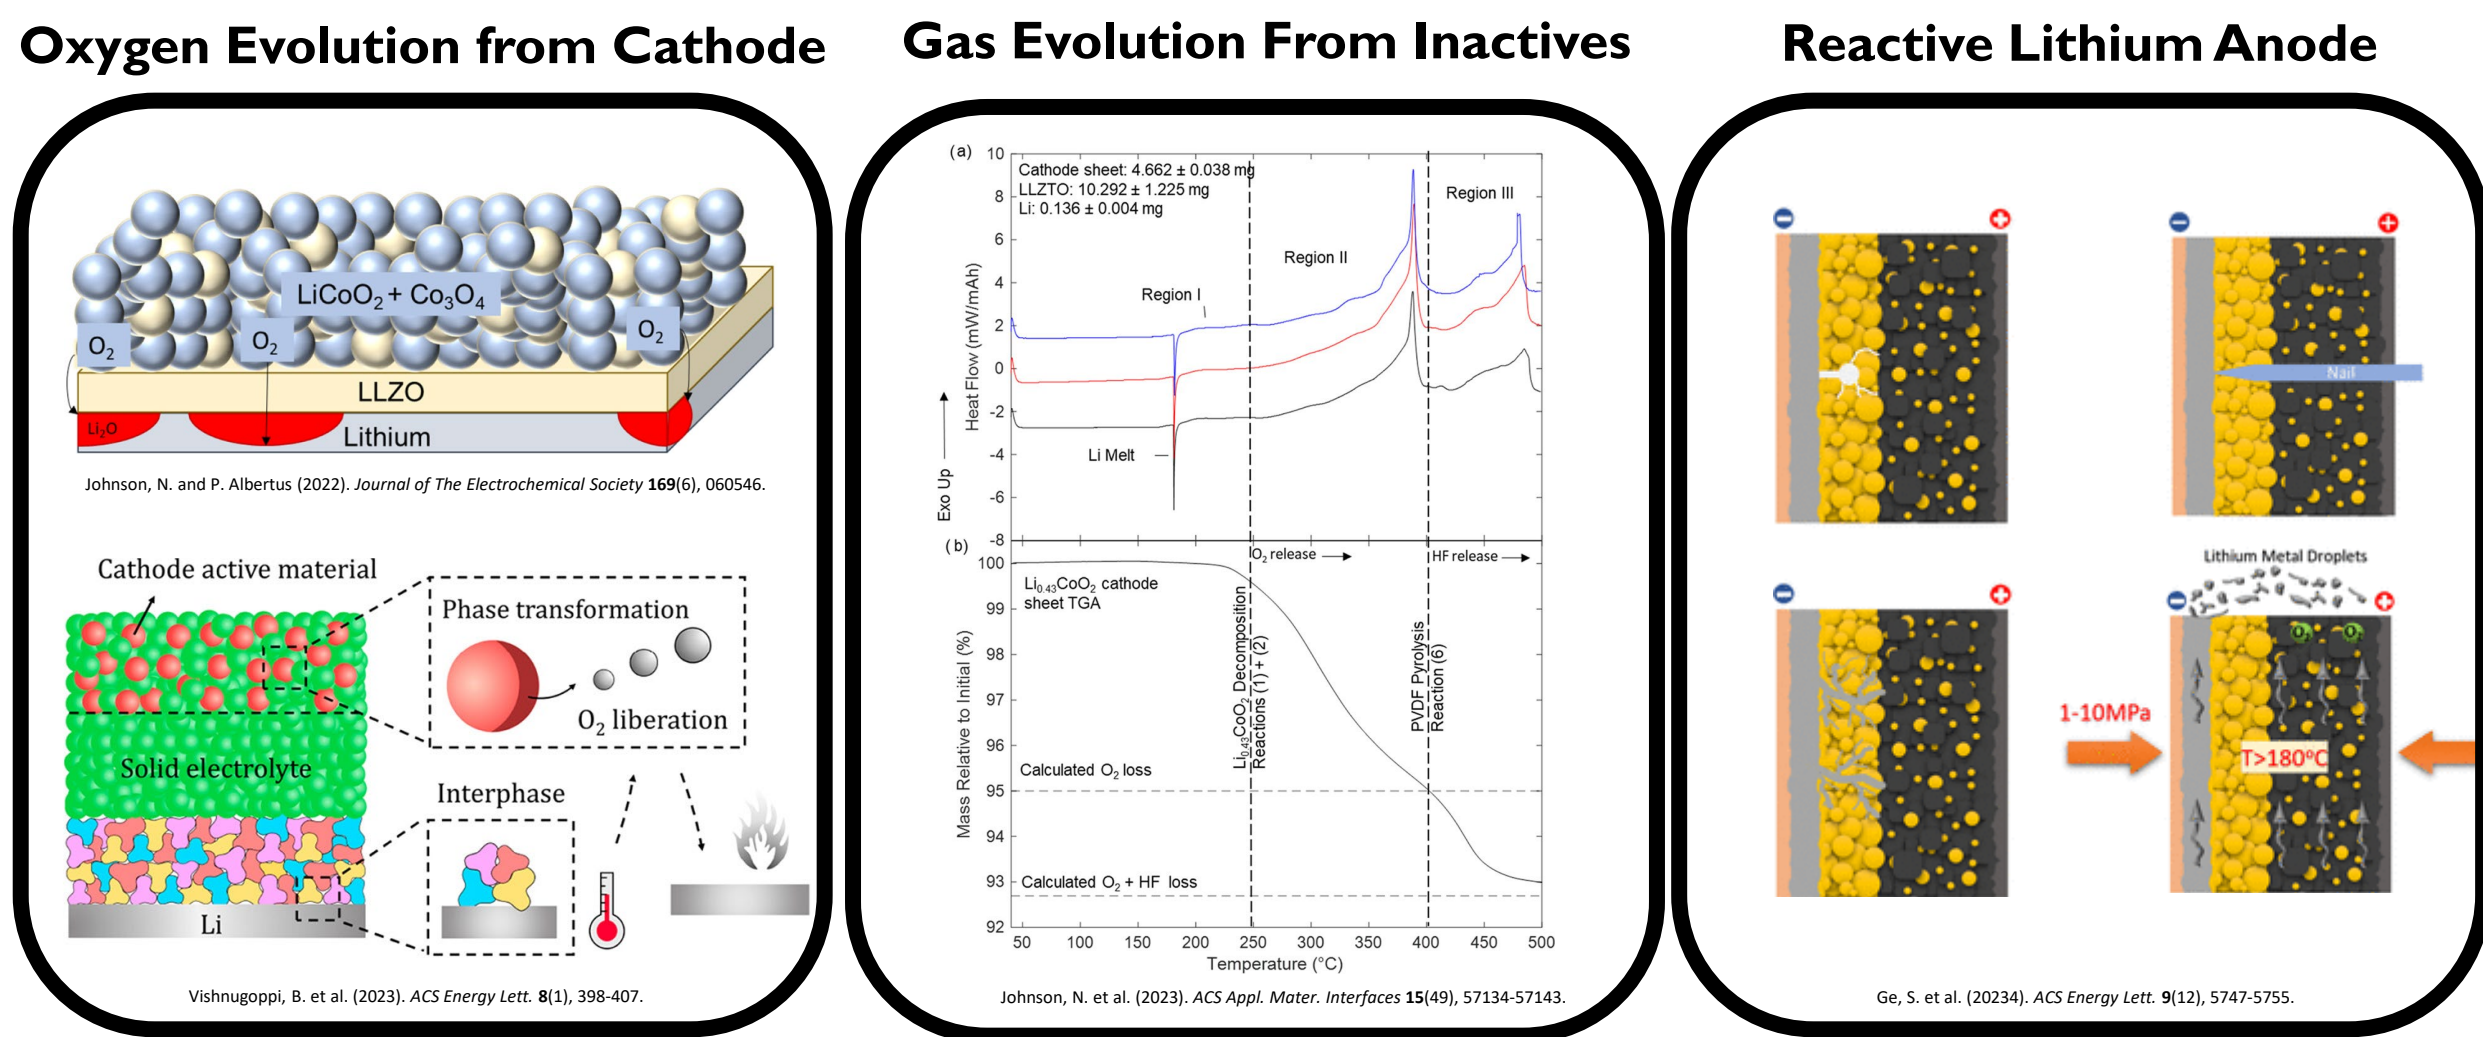 Oxygen Evolution from Cathode
LiCoO₂ + Co₃O₄
O₂
O₂
O₂
LLZO
Li₂O
Lithium
Johnson, N. and P. Albertus (2022). Journal of The Electrochemical Society 169(6), 060546.
Cathode active material
Phase transformation
O₂ liberation
Solid electrolyte
Interphase
Li
Vishnugoppi, B. et al. (2023). ACS Energy Lett. 8(1), 398-407.
Gas Evolution From Inactives
(a)
Cathode sheet: 4.662 ± 0.038 mg
LLZTO: 10.292 ± 1.225 mg
Li: 0.136 ± 0.004 mg
Region I
Region II
Region III
Li Melt
10
8
6
4
2
0
-2
-4
-6
-8
Heat Flow (mW/mAh)
Exo Up
(b)
O₂ release
HF release
Li₀.₄₃CoO₂ cathode
sheet TGA
Li₀.₄₃CoO₂ Decomposition
Reactions (1) + (2)
PVDF Pyrolysis
Reaction (6)
Calculated O₂ loss
Calculated O₂ + HF loss
100
99
98
97
96
95
94
93
92
Mass Relative to Initial (%)
50 100 150 200 250 300 350 400 450 500
Temperature (°C)
Johnson, N. et al. (2023). ACS Appl. Mater. Interfaces 15(49), 57134-57143.
Reactive Lithium Anode
Nail
Lithium Metal Droplets
O₂
O₂
1-10MPa
T>180°C
Ge, S. et al. (20234). ACS Energy Lett. 9(12), 5747-5755.